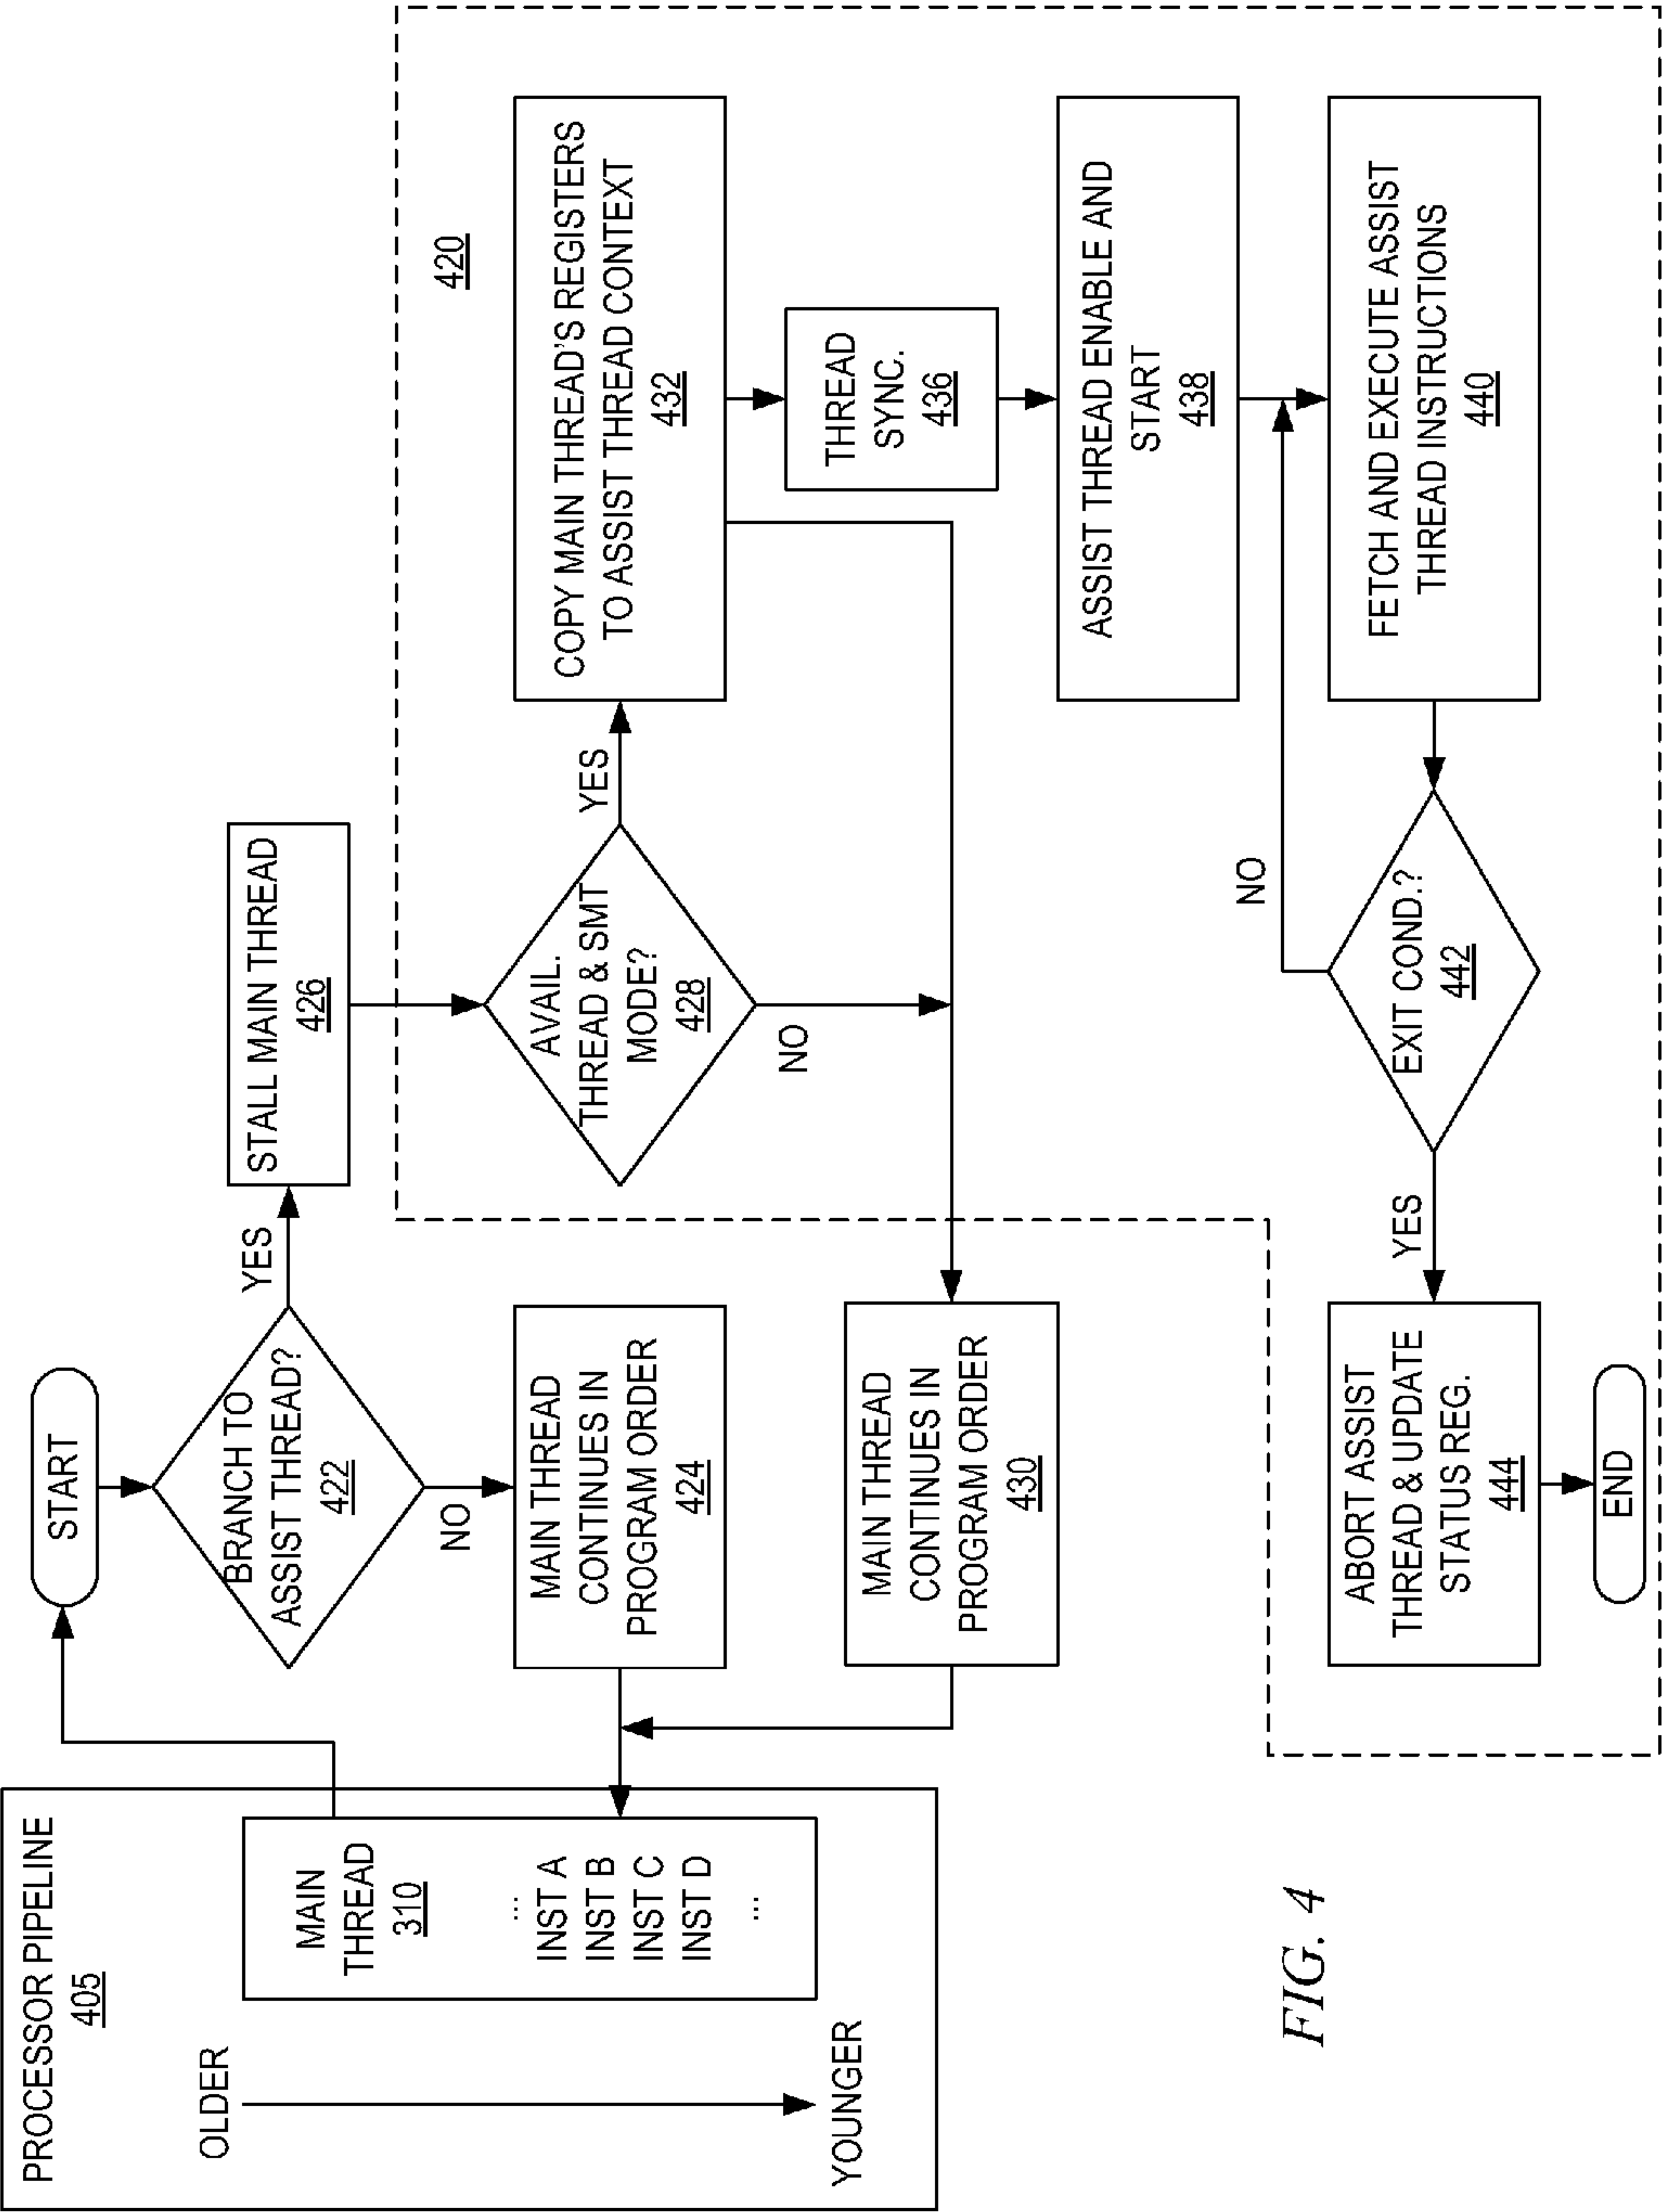 PROCESSOR PIPELINE
405
OLDER
YOUNGER
MAIN
THREAD
310
...
INST A
INST B
INST C
INST D
...
START
BRANCH TO
ASSIST THREAD?
422
YES
NO
MAIN THREAD
CONTINUES IN
PROGRAM ORDER
424
STALL MAIN THREAD
426
420
AVAIL.
THREAD & SMT
MODE?
428
YES
NO
MAIN THREAD
CONTINUES IN
PROGRAM ORDER
430
COPY MAIN THREAD'S REGISTERS
TO ASSIST THREAD CONTEXT
432
THREAD
SYNC.
436
ASSIST THREAD ENABLE AND
START
438
FETCH AND EXECUTE ASSIST
THREAD INSTRUCTIONS
440
EXIT COND.?
442
NO
YES
ABORT ASSIST
THREAD & UPDATE
STATUS REG.
444
END
FIG. 4